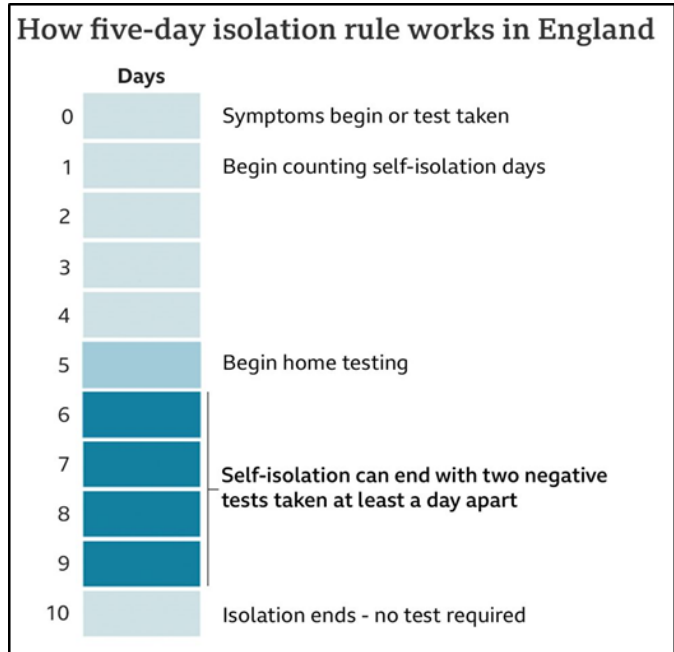 How five-day isolation rule works in England
Days
0 Symptoms begin or test taken
1 Begin counting self-isolation days
2
3
4
5 Begin home testing
6
7
Self-isolation can end with two negative
tests taken at least a day apart
8
9
10 Isolation ends - no test required